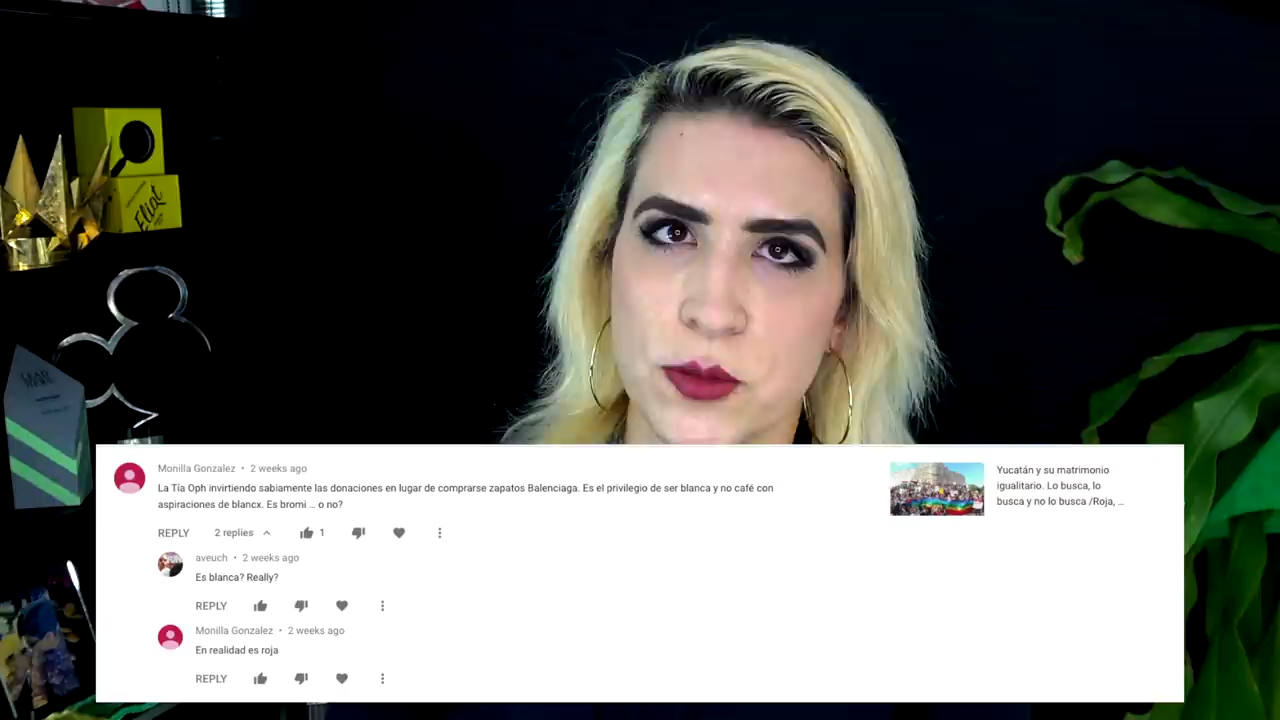 Eliot
Monilla Gonzalez • 2 weeks ago
La Tía Oph invirtiendo sabiamente las donaciones en lugar de comprarse zapatos Balenciaga. Es el privilegio de ser blanca y no café con
aspiraciones de blancx. Es bromi ... o no?
REPLY 2 replies 1
Yucatán y su matrimonio
igualitario. Lo busca, lo
busca y no lo busca /Roja, ...
aveuch • 2 weeks ago
Es blanca? Really?
REPLY
Monilla Gonzalez • 2 weeks ago
En realidad es roja
REPLY